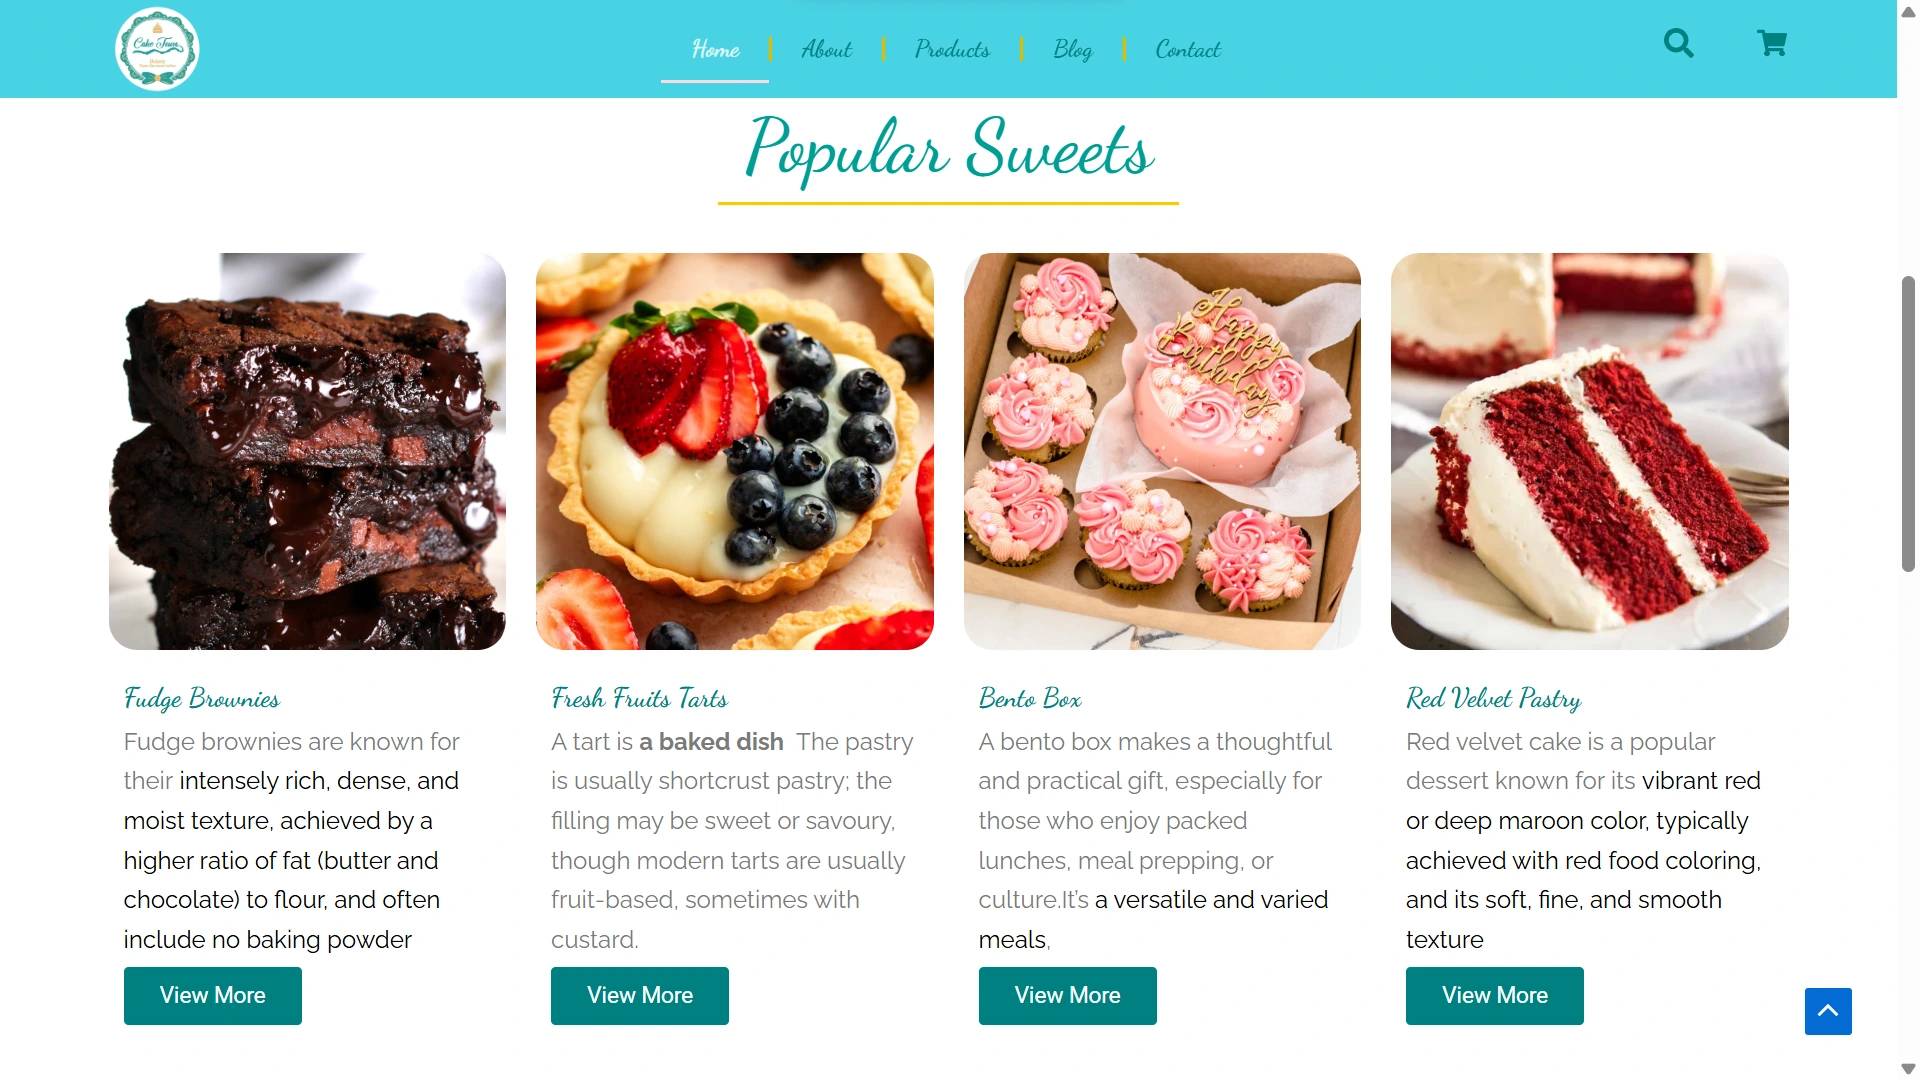 Cake Town
Home
About
Products
Blog
Contact
Popular Sweets
Happy
Birthday
Fudge Brownies
Fudge brownies are known for
their intensely rich, dense, and
moist texture, achieved by a
higher ratio of fat (butter and
chocolate) to flour, and often
include no baking powder
View More
Fresh Fruits Tarts
A tart is a baked dish  The pastry
is usually shortcrust pastry; the
filling may be sweet or savoury,
though modern tarts are usually
fruit-based, sometimes with
custard.
View More
Bento Box
A bento box makes a thoughtful
and practical gift, especially for
those who enjoy packed
lunches, meal prepping, or
culture.It’s a versatile and varied
meals,
View More
Red Velvet Pastry
Red velvet cake is a popular
dessert known for its vibrant red
or deep maroon color, typically
achieved with red food coloring,
and its soft, fine, and smooth
texture
View More